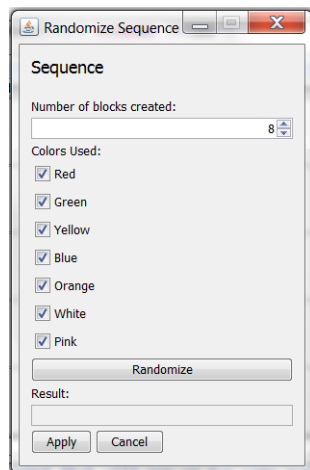 Randomize Sequence
Sequence
Number of blocks created:
8
Colors Used:
Red
Green
Yellow
Blue
Orange
White
Pink
Randomize
Result:
Apply Cancel